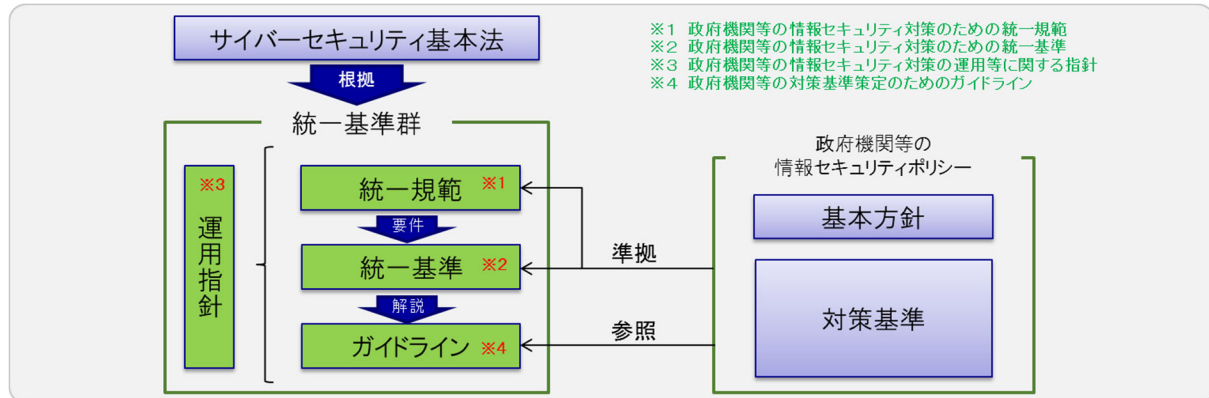 サイバーセキュリティ基本法
※1 政府機関等の情報セキュリティ対策のための統一規範
※2 政府機関等の情報セキュリティ対策のための統一基準
※3 政府機関等の情報セキュリティ対策の運用等に関する指針
※4 政府機関等の対策基準策定のためのガイドライン
根拠
統一基準群
※3
運用指針
統一規範 ※1
要件
統一基準 ※2
解説
ガイドライン ※4
準拠
参照
政府機関等の
情報セキュリティポリシー
基本方針
対策基準